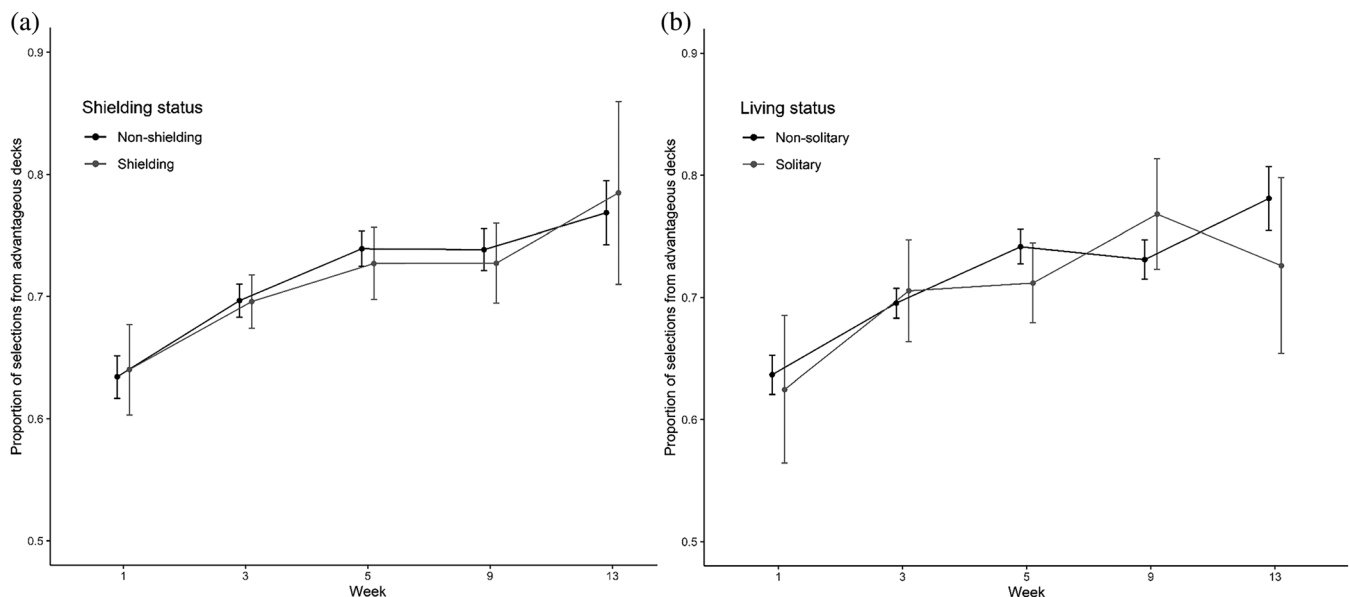 (a)
Proportion of selections from advantageous decks
0.9
0.8
0.7
0.6
0.5
Shielding status
Non-shielding
Shielding
1 3 5 9 13
Week
(b)
Proportion of selections from advantageous decks
0.9
0.8
0.7
0.6
0.5
Living status
Non-solitary
Solitary
1 3 5 9 13
Week